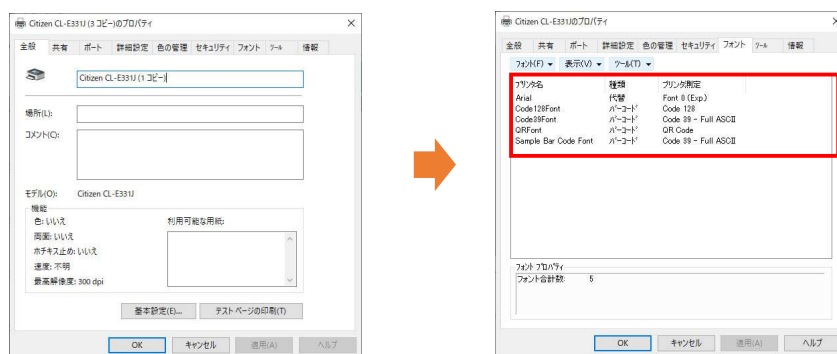 Citizen CL-E331J (3 コピー)のプロパティ
全般 共有 ポート 詳細設定 色の管理 セキュリティ フォント ツール 情報
Citizen CL-E331J (1 コピー)
場所(L):
コメント(C):
モデル(O): Citizen CL-E331J
機能
色: いいえ
両面: いいえ
ホチキス止め: いいえ
速度: 不明
最高解像度: 300 dpi
利用可能な用紙:
基本設定(E)... テスト ページの印刷(T)
OK キャンセル 適用(A) ヘルプ
Citizen CL-E331Jのプロパティ
全般 共有 ポート 詳細設定 色の管理 セキュリティ フォント ツール 情報
フォント(F) 表示(V) ツール(T)
プリンタ名 種類 プリンタ測定
Arial 代替 Font 0 (Exp.)
Code128Font バーコード Code 128
Code39Font バーコード Code 39 - Full ASCII
QRFont バーコード QR Code
Sample Bar Code Font バーコード Code 39 - Full ASCII
フォント プロパティ
フォント合計数: 5
OK キャンセル 適用(A) ヘルプ